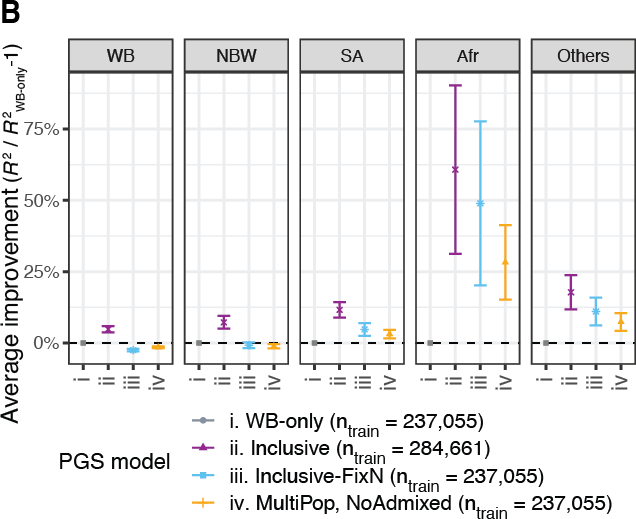 B
WB NBW SA Afr Others
Average improvement (R² / R²WB-only-1)
75%
50%
25%
0%
i ii iii iv i ii iii iv i ii iii iv i ii iii iv i ii iii iv
PGS model
i. WB-only (ntrain = 237,055)
ii. Inclusive (ntrain = 284,661)
iii. Inclusive-FixN (ntrain = 237,055)
iv. MultiPop, NoAdmixed (ntrain = 237,055)